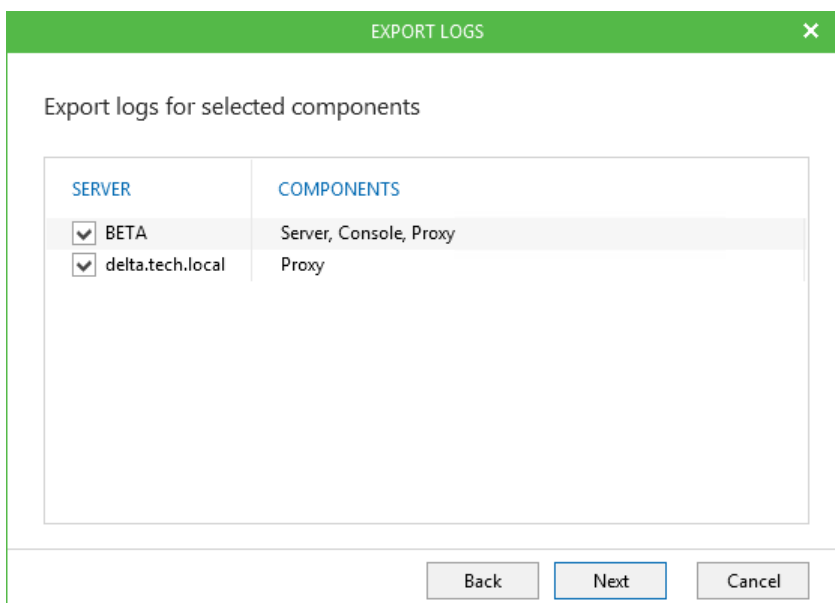 EXPORT LOGS
Export logs for selected components
SERVER COMPONENTS
BETA Server, Console, Proxy
delta.tech.local Proxy
Back Next Cancel